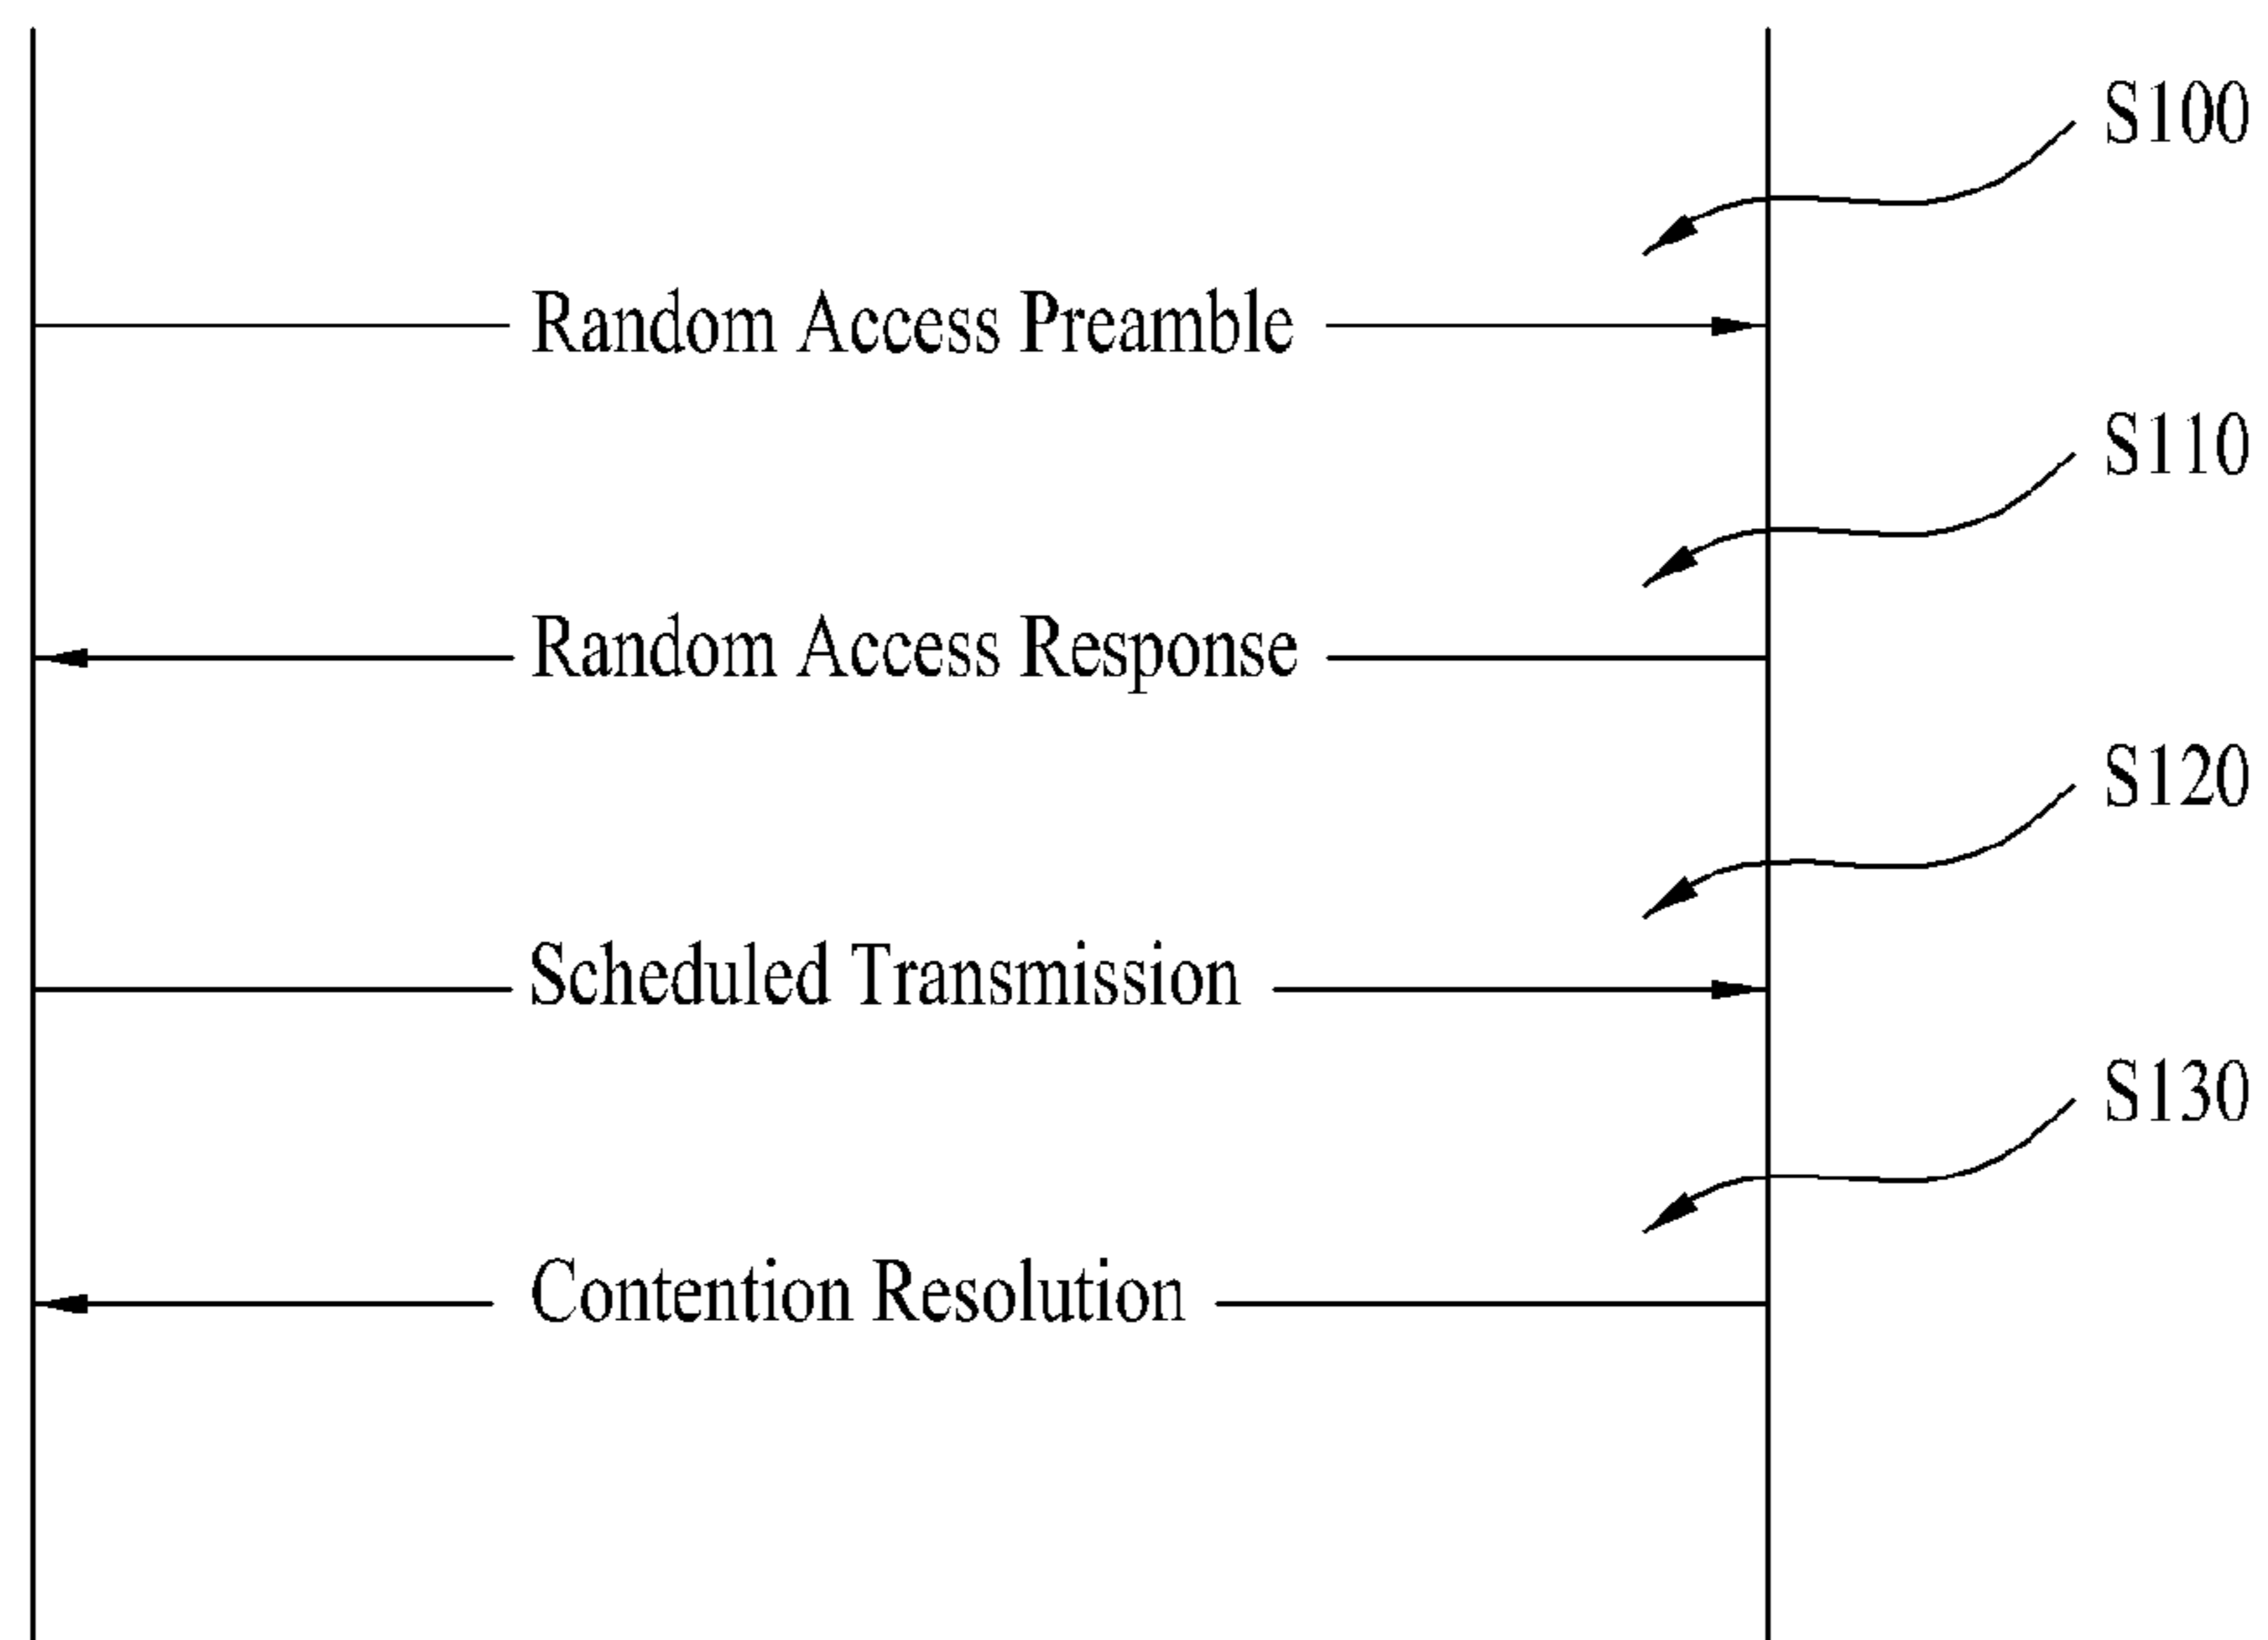 S100
Random Access Preamble
S110
Random Access Response
S120
Scheduled Transmission
S130
Contention Resolution